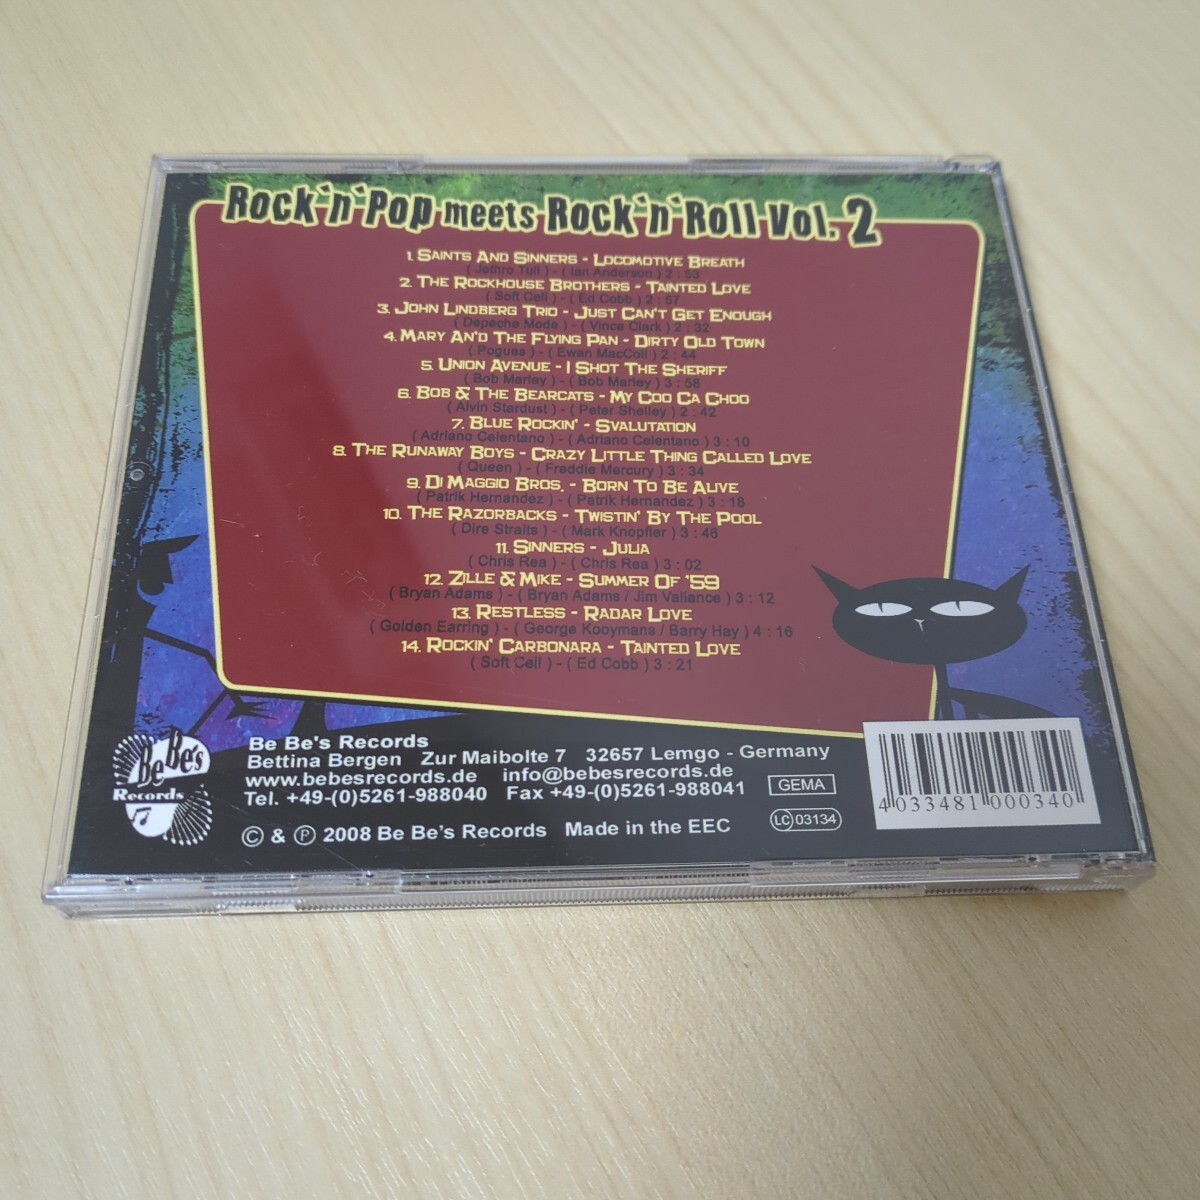 Rock`n`Pop meets Rock`n`Roll Vol. 2
1. Saints And Sinners - Locomotive Breath
( Jethro Tull ) - ( Ian Anderson ) 2 : 53
2. The Rockhouse Brothers - Tainted Love
( Soft Cell ) - ( Ed Cobb ) 2 : 57
3. John Lindberg Trio - Just Can't Get Enough
( Depeche Mode ) - ( Vince Clark ) 2 : 32
4. Mary An'd The Flying Pan - Dirty Old Town
( Pogues ) - ( Ewan MacColl ) 2 : 44
5. Union Avenue - I Shot The Sheriff
( Bob Marley ) - ( Bob Marley ) 3 : 58
6. Bob & The Bearcats - My Coo Ca Choo
( Alvin Stardust ) - ( Peter Shelley ) 2 : 42
7. Blue Rockin' - Svalutation
( Adriano Celentano ) - ( Adriano Celentano ) 3 : 10
8. The Runaway Boys - Crazy Little Thing Called Love
( Queen ) - ( Freddie Mercury ) 3 : 34
9. Di Maggio Bros. - Born To Be Alive
( Patrik Hernandez ) - ( Patrik Hernandez ) 3 : 18
10. The Razorbacks - Twistin' By The Pool
( Dire Straits ) - ( Mark Knopfler ) 3 : 46
11. Sinners - Julia
( Chris Rea ) - ( Chris Rea ) 3 : 02
12. Zille & Mike - Summer Of '59
( Bryan Adams ) - ( Bryan Adams / Jim Vallance ) 3 : 12
13. Restless - Radar Love
( Golden Earring ) - ( George Kooymans / Barry Hay ) 4 : 16
14. Rockin' Carbonara - Tainted Love
( Soft Cell ) - ( Ed Cobb ) 3 : 21
Be Be's
Records
Be Be's Records
Bettina Bergen Zur Maibolte 7 32657 Lemgo - Germany
www.bebesrecords.de info@bebesrecords.de
Tel. +49-(0)5261-988040 Fax +49-(0)5261-988041
GEMA
© & ℗ 2008 Be Be's Records Made in the EEC
LC 03134
4 033481 000340